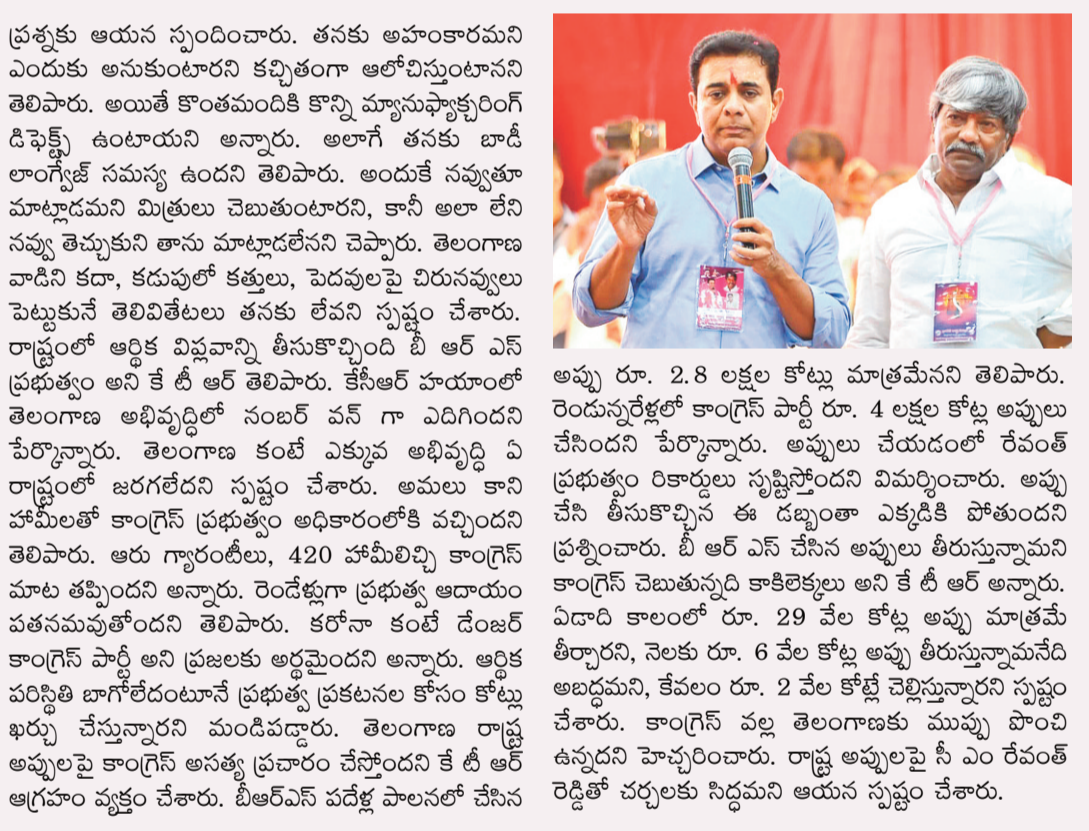 ప్రశ్నకు ఆయన స్పందించారు. తనకు అహంకారమని
ఎందుకు అనుకుంటారని కచ్చితంగా ఆలోచిస్తుంటానని
తెలిపారు. అయితే కొంతమందికి కొన్ని మ్యానుఫ్యాక్చరింగ్
డిఫెక్ట్స్ ఉంటాయని అన్నారు. అలాగే తనకు బాడీ
లాంగ్వేజ్ సమస్య ఉందని తెలిపారు. అందుకే నవ్వుతూ
మాట్లాడమని మిత్రులు చెబుతుంటారని, కానీ అలా లేని
నవ్వు తెచ్చుకుని తాను మాట్లాడలేనని చెప్పారు. తెలంగాణ
వాడిని కదా, కడుపులో కత్తులు, పెదవులపై చిరునవ్వులు
పెట్టుకునే తెలివితేటలు తనకు లేవని స్పష్టం చేశారు.
రాష్ట్రంలో ఆర్థిక విప్లవాన్ని తీసుకొచ్చింది బీ ఆర్ ఎస్
ప్రభుత్వం అని కే టీ ఆర్ తెలిపారు. కేసీఆర్ హయాంలో
తెలంగాణ అభివృద్ధిలో నంబర్ వన్ గా ఎదిగిందని
పేర్కొన్నారు. తెలంగాణ కంటే ఎక్కువ అభివృద్ధి ఏ
రాష్ట్రంలో జరగలేదని స్పష్టం చేశారు. అమలు కాని
హామీలతో కాంగ్రెస్ ప్రభుత్వం అధికారంలోకి వచ్చిందని
తెలిపారు. ఆరు గ్యారంటీలు, 420 హామీలిచ్చి కాంగ్రెస్
మాట తప్పిందని అన్నారు. రెండేళ్లుగా ప్రభుత్వ ఆదాయం
పతనమవుతోందని తెలిపారు. కరోనా కంటే డేంజర్
కాంగ్రెస్ పార్టీ అని ప్రజలకు అర్థమైందని అన్నారు. ఆర్థిక
పరిస్థితి బాగోలేదంటూనే ప్రభుత్వ ప్రకటనల కోసం కోట్లు
ఖర్చు చేస్తున్నారని మండిపడ్డారు. తెలంగాణ రాష్ట్ర
అప్పులపై కాంగ్రెస్ అసత్య ప్రచారం చేస్తోందని కే టీ ఆర్
ఆగ్రహం వ్యక్తం చేశారు. బీఆర్ఎస్ పదేళ్ల పాలనలో చేసిన
అప్పు రూ. 2.8 లక్షల కోట్లు మాత్రమేనని తెలిపారు.
రెండున్నరేళ్లలో కాంగ్రెస్ పార్టీ రూ. 4 లక్షల కోట్ల అప్పులు
చేసిందని పేర్కొన్నారు. అప్పులు చేయడంలో రేవంత్
ప్రభుత్వం రికార్డులు సృష్టిస్తోందని విమర్శించారు. అప్పు
చేసి తీసుకొచ్చిన ఈ డబ్బంతా ఎక్కడికి పోతుందని
ప్రశ్నించారు. బీ ఆర్ ఎస్ చేసిన అప్పులు తీరుస్తున్నామని
కాంగ్రెస్ చెబుతున్నది కాకిలెక్కలు అని కే టీ ఆర్ అన్నారు.
ఏడాది కాలంలో రూ. 29 వేల కోట్ల అప్పు మాత్రమే
తీర్చారని, నెలకు రూ. 6 వేల కోట్ల అప్పు తీరుస్తున్నామనేది
అబద్ధమని, కేవలం రూ. 2 వేల కోట్లే చెల్లిస్తున్నారని స్పష్టం
చేశారు. కాంగ్రెస్ వల్ల తెలంగాణకు ముప్పు పొంచి
ఉన్నదని హెచ్చరించారు. రాష్ట్ర అప్పులపై సీ ఎం రేవంత్
రెడ్డితో చర్చలకు సిద్ధమని ఆయన స్పష్టం చేశారు.